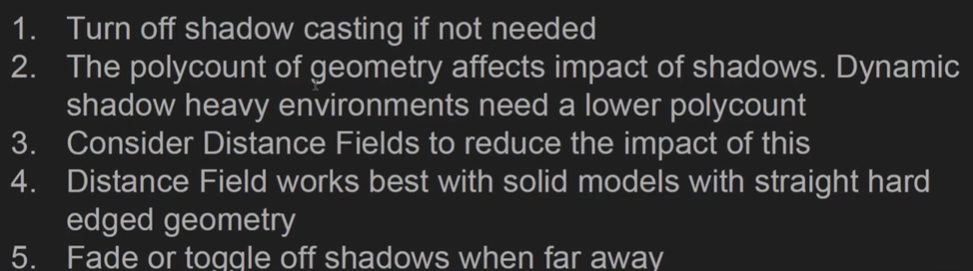 1. Turn off shadow casting if not needed
2. The polycount of geometry affects impact of shadows. Dynamic
shadow heavy environments need a lower polycount
3. Consider Distance Fields to reduce the impact of this
4. Distance Field works best with solid models with straight hard
edged geometry
5. Fade or toggle off shadows when far away